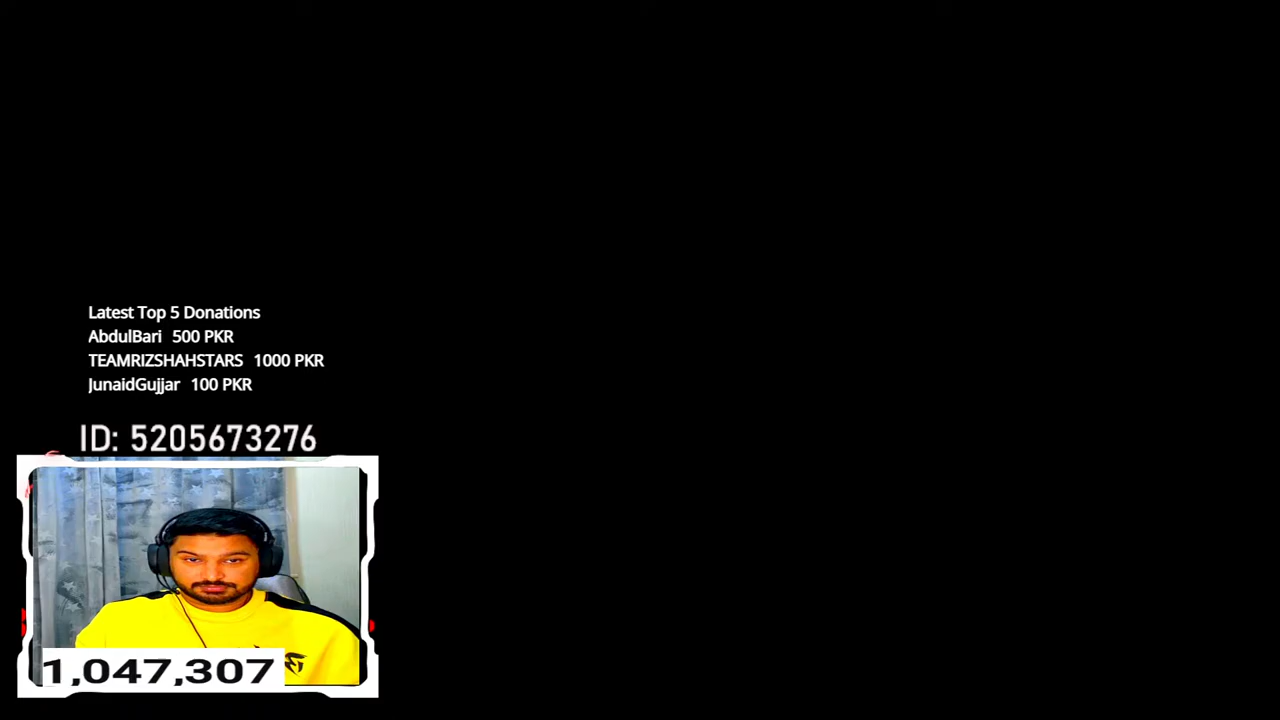 Latest Top 5 Donations
AbdulBari 500 PKR
TEAMRIZSHAHSTARS 1000 PKR
JunaidGujjar 100 PKR
ID: 5205673276
1,047,307